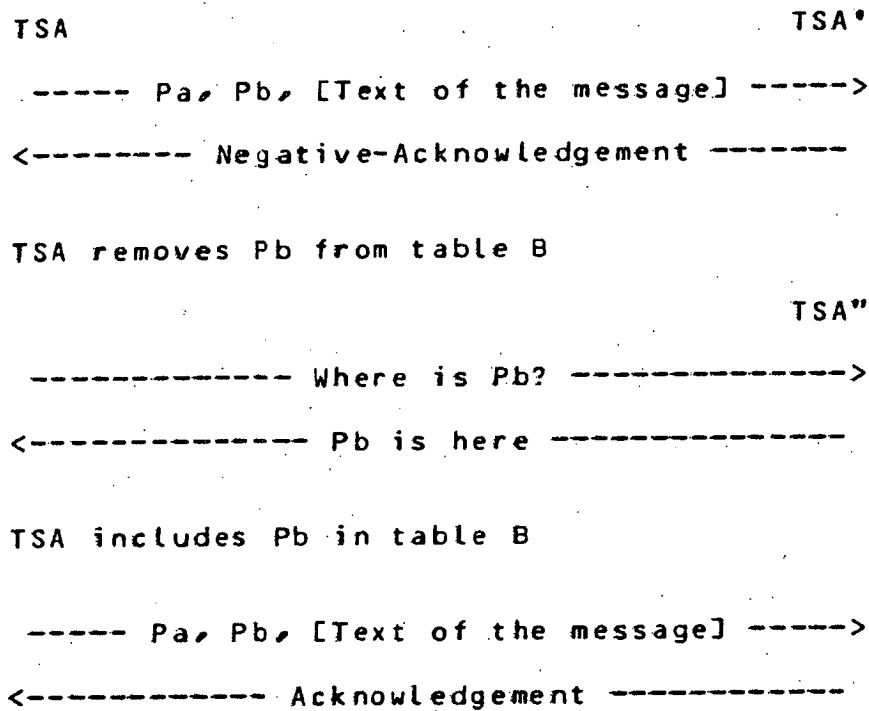 TSA TSA'
----- Pa, Pb, [Text of the message] ----->
<-------- Negative-Acknowledgement -------
TSA removes Pb from table B
TSA"
------------- Where is Pb? -------------->
<-------------- Pb is here ---------------
TSA includes Pb in table B
----- Pa, Pb, [Text of the message] ----->
<------------ Acknowledgement ------------